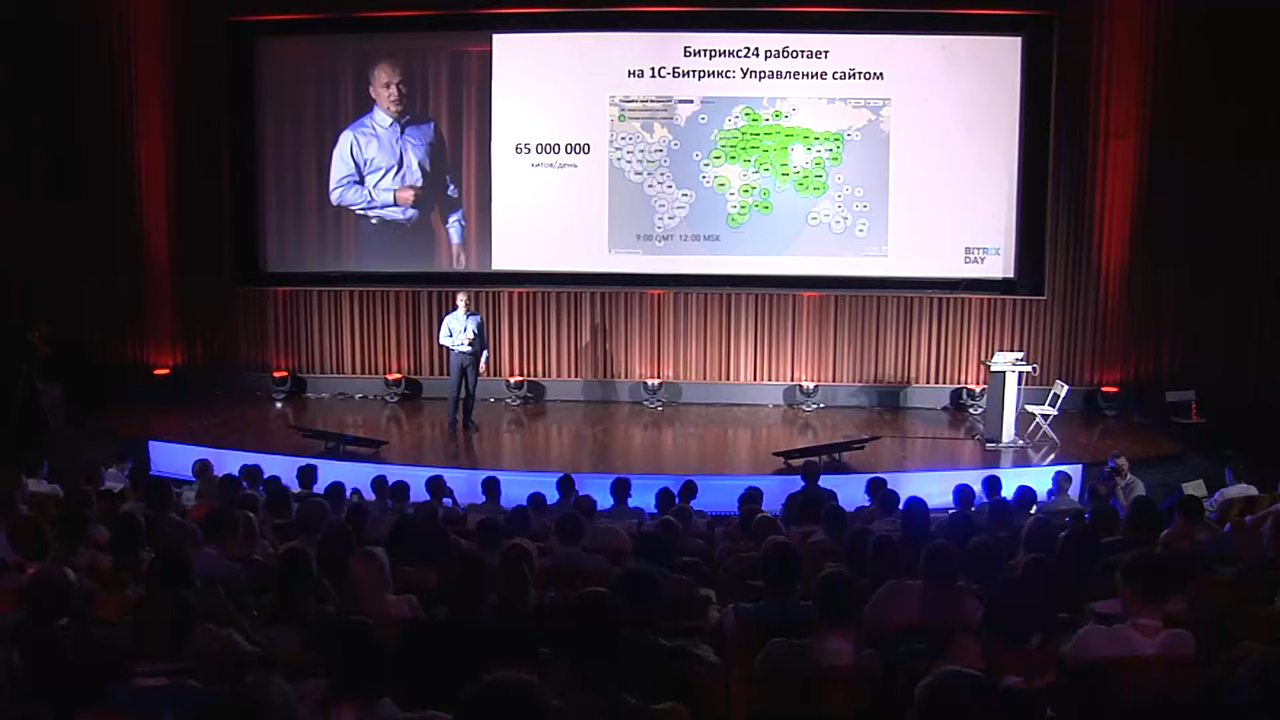 Битрикс24 работает
на 1С-Битрикс: Управление сайтом
65 000 000
хитов/день
9:00 GMT 12:00 MSK
BITRIX
DAY